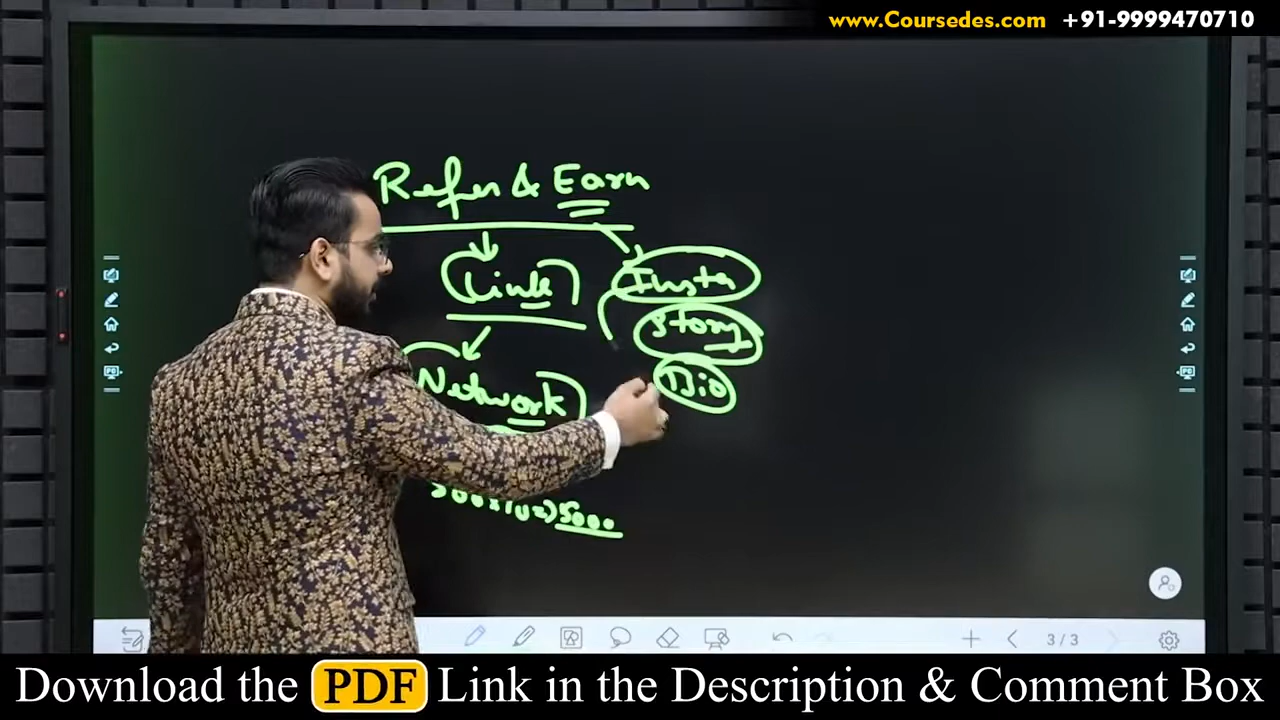 www.Coursedes.com +91-9999470710
Refer & Earn
Link
Insta
Story
Bio
Network
500x10=)5000
3/3
Download the PDF Link in the Description & Comment Box